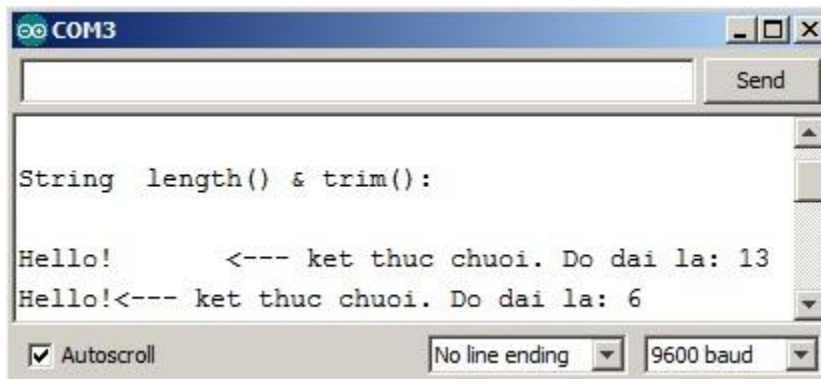 COM3
Send
String  length() & trim():
Hello!       <--- ket thuc chuoi. Do dai la: 13
Hello!<--- ket thuc chuoi. Do dai la: 6
Autoscroll
No line ending
9600 baud